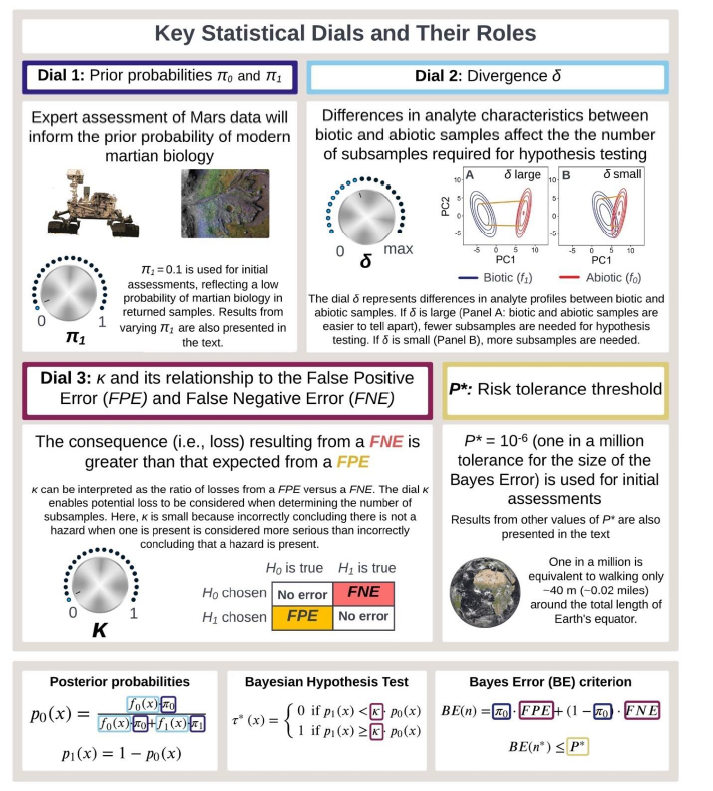 Key Statistical Dials and Their Roles
Dial 1: Prior probabilities π₀ and π₁
Dial 2: Divergence δ
Expert assessment of Mars data will
inform the prior probability of modern
martian biology
0
1
π₁
π₁ = 0.1 is used for initial
assessments, reflecting a low
probability of martian biology in
returned samples. Results from
varying π₁ are also presented in
the text.
Differences in analyte characteristics between
biotic and abiotic samples affect the the number
of subsamples required for hypothesis testing
0
max
δ
A
δ large
B
δ small
PC2
10
5
0
-5
-5 0 5 10
PC1
10
5
0
-5
-5 0 5 10
PC1
Biotic (f₁)
Abiotic (f₀)
The dial δ represents differences in analyte profiles between biotic and
abiotic samples. If δ is large (Panel A: biotic and abiotic samples are
easier to tell apart), fewer subsamples are needed for hypothesis
testing. If δ is small (Panel B), more subsamples are needed.
Dial 3: κ and its relationship to the False Positive
Error (FPE) and False Negative Error (FNE)
P*: Risk tolerance threshold
The consequence (i.e., loss) resulting from a FNE is
greater than that expected from a FPE
κ can be interpreted as the ratio of losses from a FPE versus a FNE. The dial κ
enables potential loss to be considered when determining the number of
subsamples. Here, κ is small because incorrectly concluding there is not a
hazard when one is present is considered more serious than incorrectly
concluding that a hazard is present.
0
1
κ
H₀ is true H₁ is true
H₀ chosen No error FNE
H₁ chosen FPE No error
P* = 10⁻⁶ (one in a million
tolerance for the size of the
Bayes Error) is used for initial
assessments
Results from other values of P* are also
presented in the text
One in a million is
equivalent to walking only
~40 m (~0.02 miles)
around the total length of
Earth's equator.
Posterior probabilities
p₀(x) = f₀(x)·π₀ / f₀(x)·π₀+f₁(x)·π₁
p₁(x) = 1 − p₀(x)
Bayesian Hypothesis Test
τ* (x) = { 0 if p₁(x) < κ · p₀(x)
1 if p₁(x) ≥ κ · p₀(x)
Bayes Error (BE) criterion
BE(n) = π₀ · FPE + (1 − π₀) · FNE
BE(n*) ≤ P*